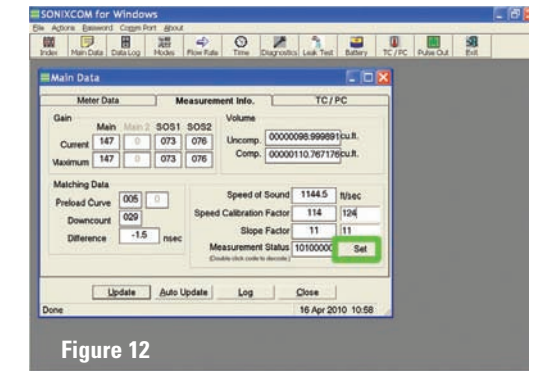 SONIXCOM for Windows
File Actions Password Comm Port About
Index Main Data Data Log Modes Flow Rate Time Diagnostics Leak Test Battery TC / PC Pulse Out Exit
Main Data
Meter Data Measurement Info. TC / PC
Gain
Main Main 2 SOS1 SOS2
Current 147 0 073 076
Maximum 147 0 073 076
Volume
Uncomp. 00000098.999891 cu.ft.
Comp. 00000110.767176 cu.ft.
Matching Data
Preload Curve 005 0
Downcount 029
Difference -1.5 nsec
Speed of Sound 1144.5 ft/sec
Speed Calibration Factor 114 124
Slope Factor 11 11
Measurement Status 10100000 Set
(Double click code to decode.)
Update Auto Update Log Close
Done 16 Apr 2010 10:58
Figure 12